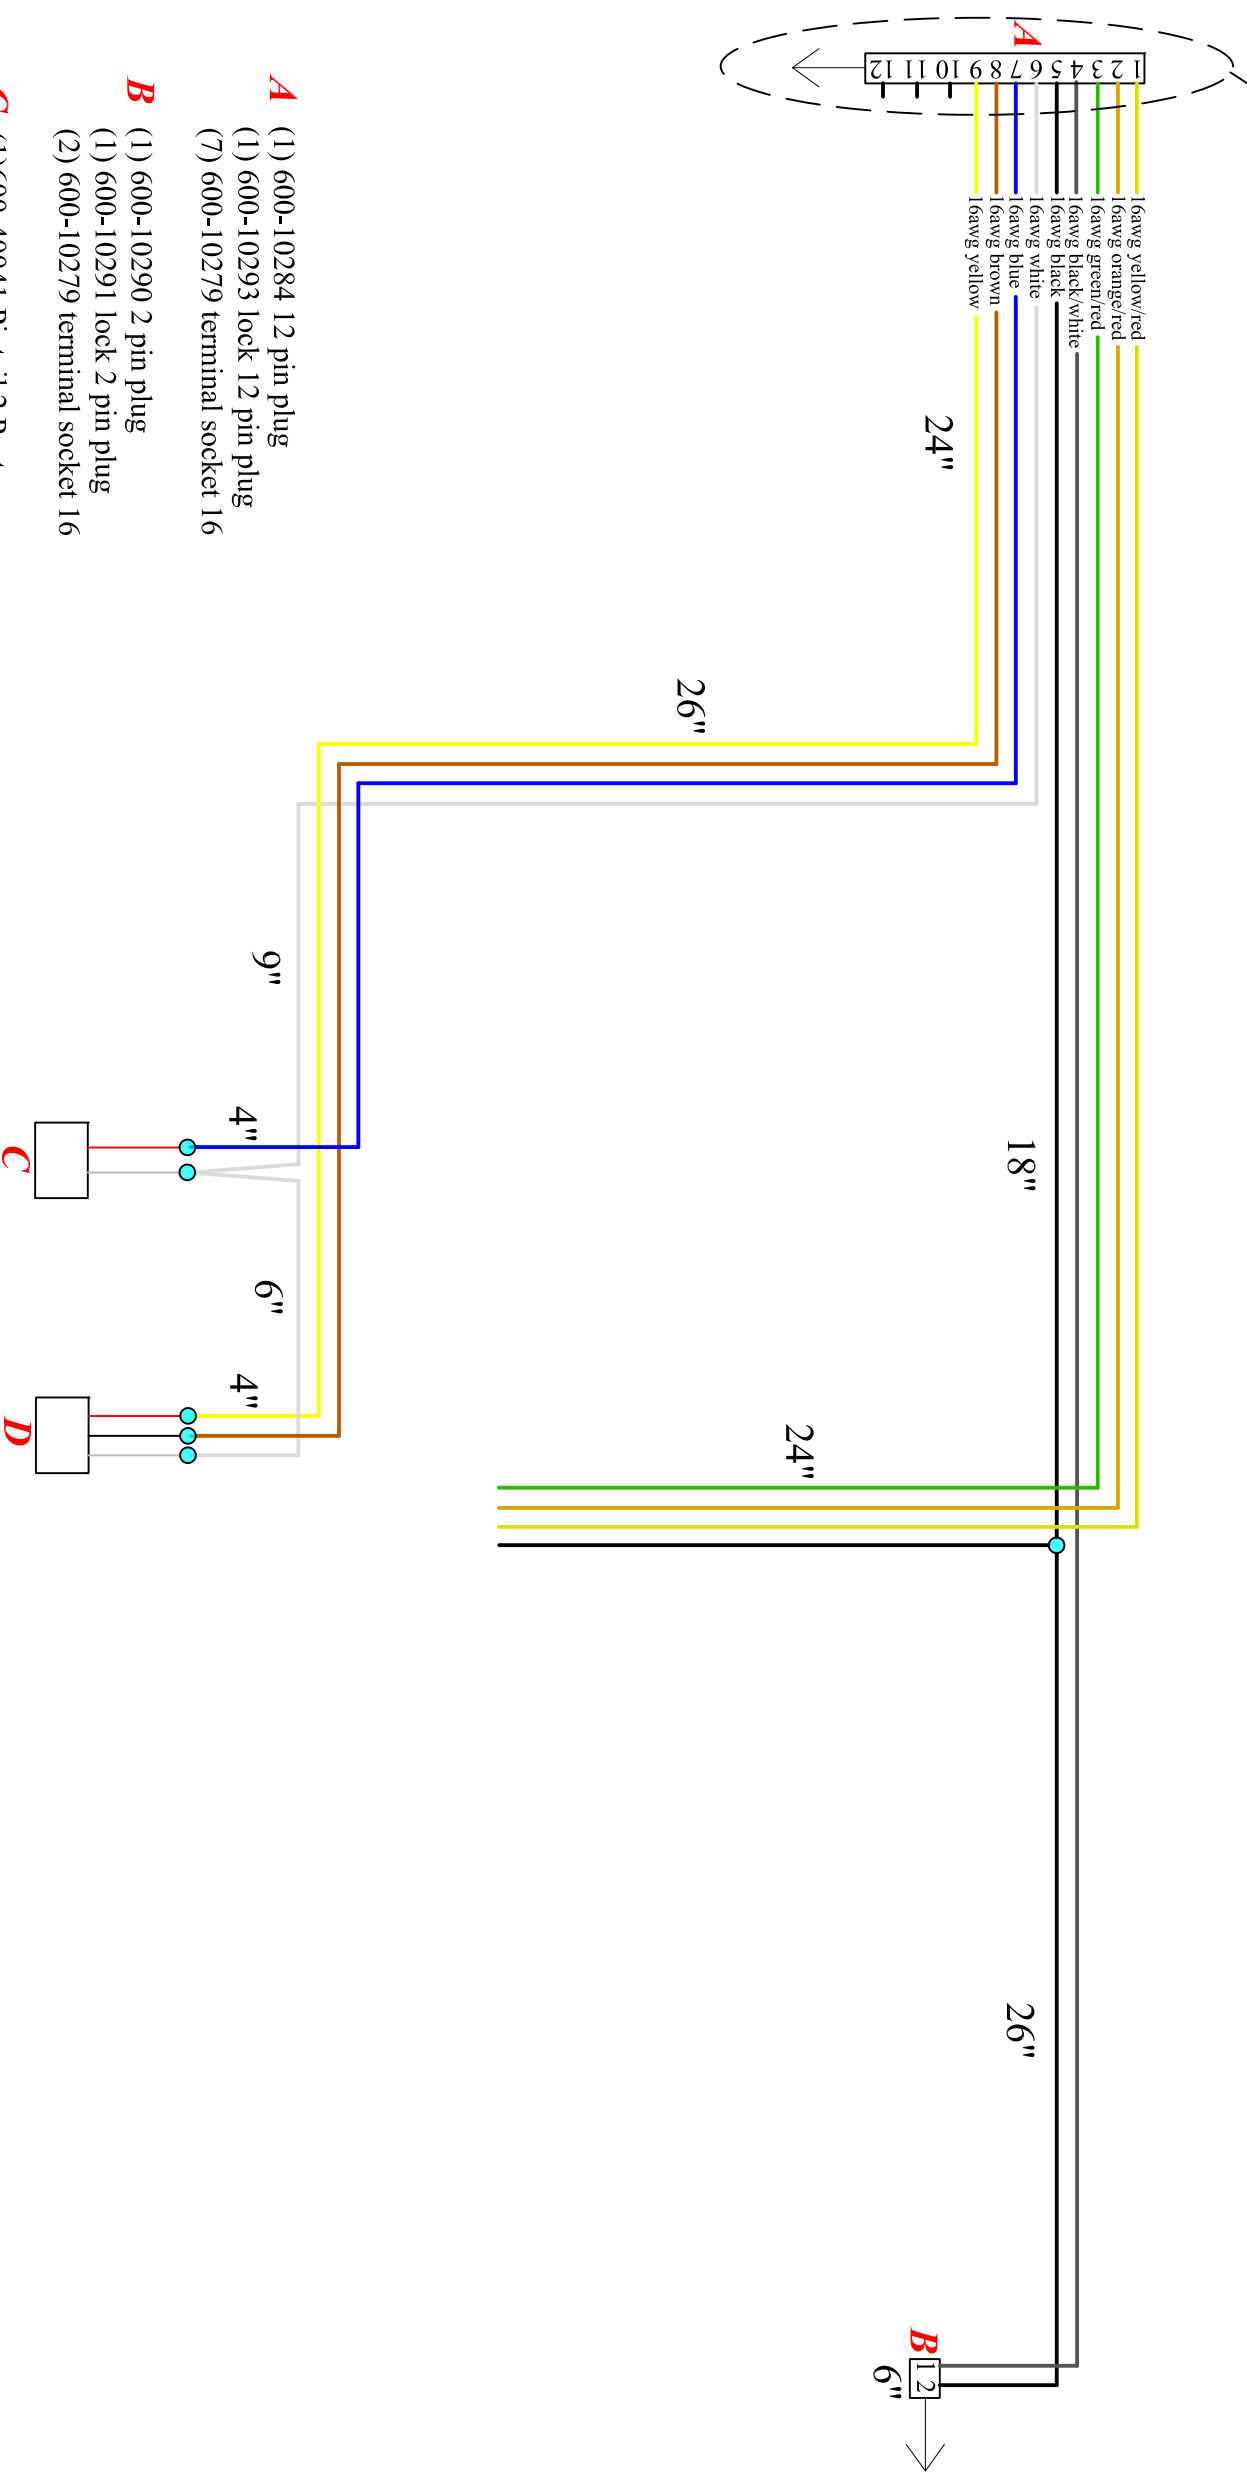 A
1 2 3 4 5 6 7 8 9 10 11 12
16awg yellow/red
16awg orange/red
16awg green/red
16awg black/white
16awg black
16awg white
16awg blue
16awg brown
16awg yellow
24"
18"
26"
B
1 2
6"
26"
24"
9"
4"
6"
4"
C
D
A (1) 600-10284 12 pin plug
(1) 600-10293 lock 12 pin plug
(7) 600-10279 terminal socket 16
B (1) 600-10290 2 pin plug
(1) 600-10291 lock 2 pin plug
(2) 600-10279 terminal socket 16
C